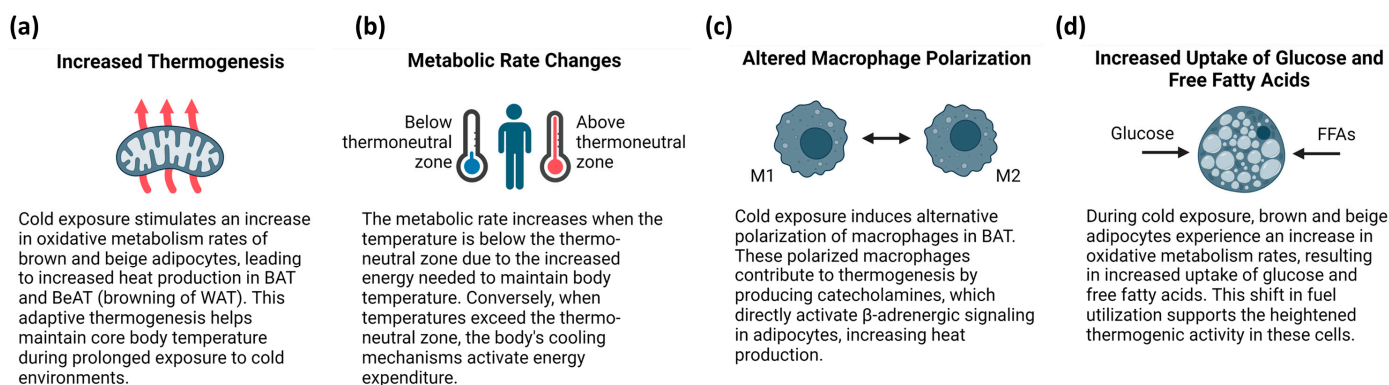 (a)
Increased Thermogenesis
Cold exposure stimulates an increase
in oxidative metabolism rates of
brown and beige adipocytes, leading
to increased heat production in BAT
and BeAT (browning of WAT). This
adaptive thermogenesis helps
maintain core body temperature
during prolonged exposure to cold
environments.
(b)
Metabolic Rate Changes
Below
thermoneutral
zone
Above
thermoneutral
zone
The metabolic rate increases when the
temperature is below the thermo-
neutral zone due to the increased
energy needed to maintain body
temperature. Conversely, when
temperatures exceed the thermo-
neutral zone, the body's cooling
mechanisms activate energy
expenditure.
(c)
Altered Macrophage Polarization
M1
M2
Cold exposure induces alternative
polarization of macrophages in BAT.
These polarized macrophages
contribute to thermogenesis by
producing catecholamines, which
directly activate β-adrenergic signaling
in adipocytes, increasing heat
production.
(d)
Increased Uptake of Glucose and
Free Fatty Acids
Glucose
FFAs
During cold exposure, brown and beige
adipocytes experience an increase in
oxidative metabolism rates, resulting
in increased uptake of glucose and
free fatty acids. This shift in fuel
utilization supports the heightened
thermogenic activity in these cells.